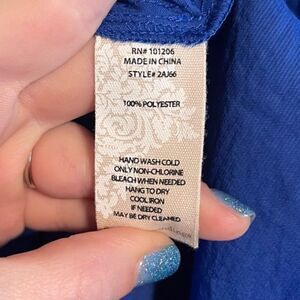 RN# 101206
MADE IN CHINA
STYLE# 2AJ66
100% POLYESTER
HAND WASH COLD
ONLY NON-CHLORINE
BLEACH WHEN NEEDED
HANG TO DRY
COOL IRON
IF NEEDED
MAY BE DRY CLEANED